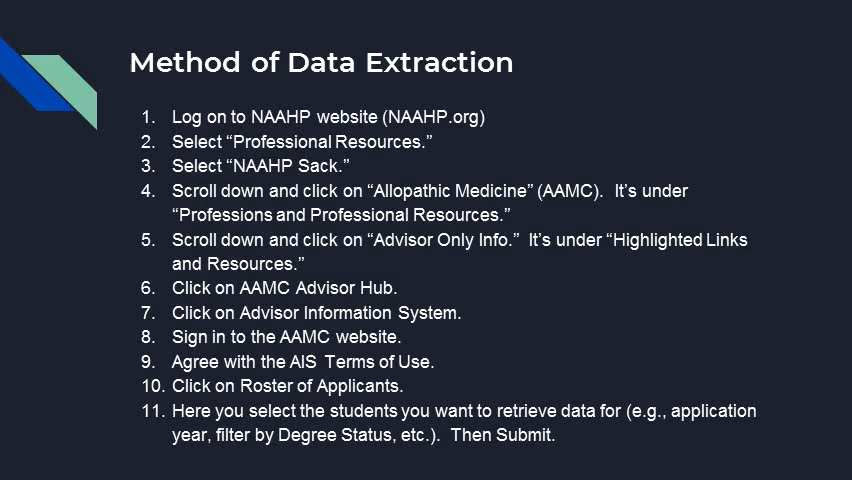 Method of Data Extraction
1. Log on to NAAHP website (NAAHP.org)
2. Select “Professional Resources.”
3. Select “NAAHP Sack.”
4. Scroll down and click on “Allopathic Medicine” (AAMC). It’s under
“Professions and Professional Resources.”
5. Scroll down and click on “Advisor Only Info.” It’s under “Highlighted Links
and Resources.”
6. Click on AAMC Advisor Hub.
7. Click on Advisor Information System.
8. Sign in to the AAMC website.
9. Agree with the AIS Terms of Use.
10. Click on Roster of Applicants.
11. Here you select the students you want to retrieve data for (e.g., application
year, filter by Degree Status, etc.). Then Submit.